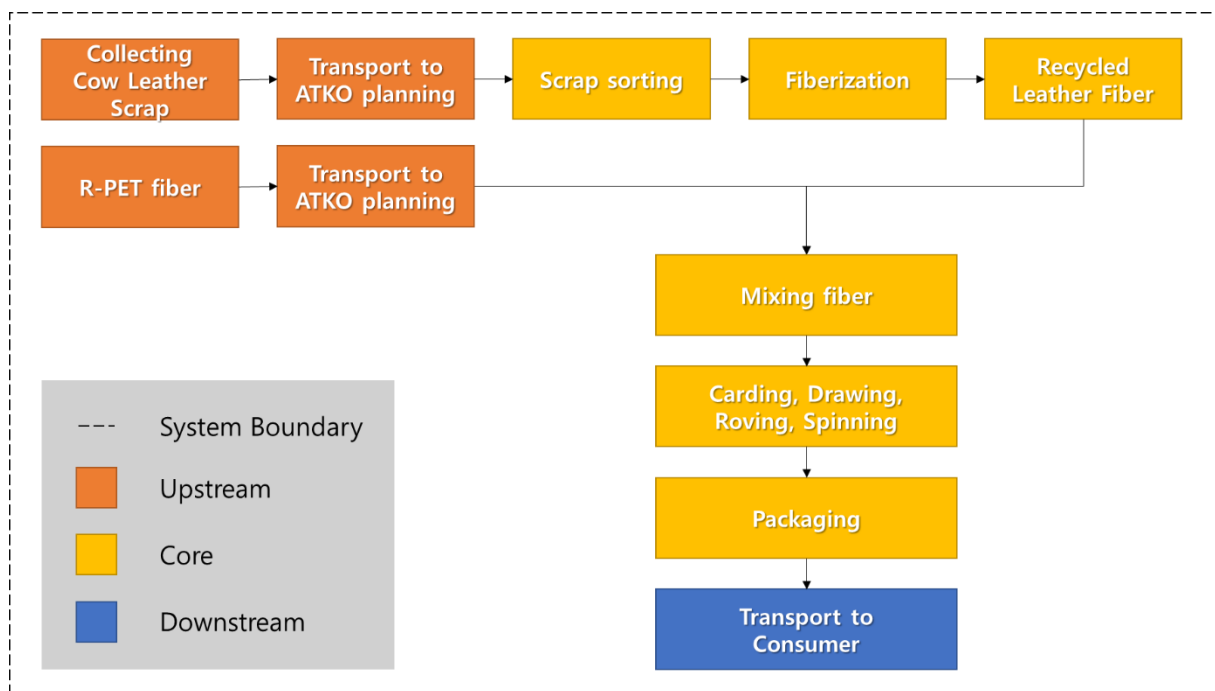 Collecting
Cow Leather
Scrap
Transport to
ATKO planning
Scrap sorting
Fiberization
Recycled
Leather Fiber
R-PET fiber
Transport to
ATKO planning
Mixing fiber
Carding, Drawing,
Roving, Spinning
Packaging
Transport to
Consumer
System Boundary
Upstream
Core
Downstream